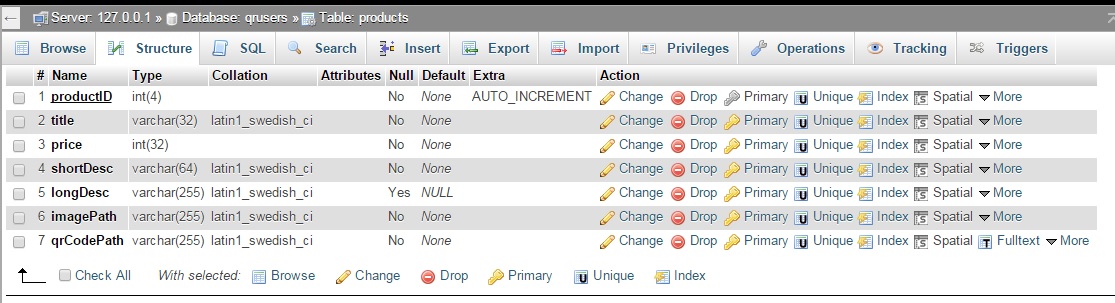 Server: 127.0.0.1 » Database: qrusers » Table: products
Browse Structure SQL Search Insert Export Import Privileges Operations Tracking Triggers
# Name Type Collation Attributes Null Default Extra Action
1 productID int(4) No None AUTO_INCREMENT Change Drop Primary Unique Index Spatial More
2 title varchar(32) latin1_swedish_ci No None Change Drop Primary Unique Index Spatial More
3 price int(32) No None Change Drop Primary Unique Index Spatial More
4 shortDesc varchar(64) latin1_swedish_ci No None Change Drop Primary Unique Index Spatial More
5 longDesc varchar(255) latin1_swedish_ci Yes NULL Change Drop Primary Unique Index Spatial More
6 imagePath varchar(255) latin1_swedish_ci No None Change Drop Primary Unique Index Spatial More
7 qrCodePath varchar(255) latin1_swedish_ci No None Change Drop Primary Unique Index Spatial Fulltext More
Check All With selected: Browse Change Drop Primary Unique Index